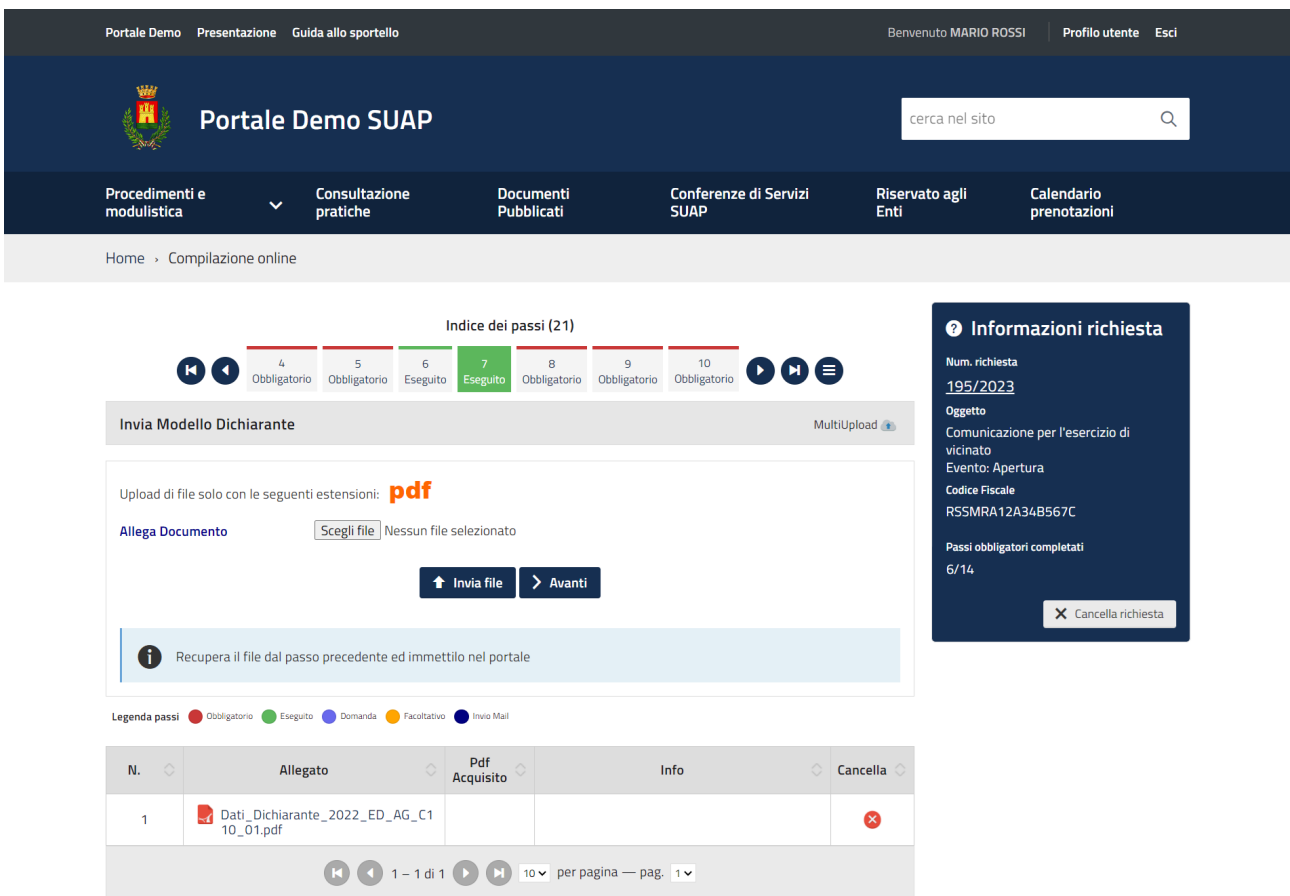 Portale Demo Presentazione Guida allo sportello Benvenuto MARIO ROSSI Profilo utente Esci
Portale Demo SUAP
cerca nel sito
Procedimenti e modulistica
Consultazione pratiche
Documenti Pubblicati
Conferenze di Servizi SUAP
Riservato agli Enti
Calendario prenotazioni
Home › Compilazione online
Indice dei passi (21)
4 Obbligatorio
5 Obbligatorio
6 Eseguito
7 Eseguito
8 Obbligatorio
9 Obbligatorio
10 Obbligatorio
Invia Modello Dichiarante MultiUpload
Upload di file solo con le seguenti estensioni: pdf
Allega Documento Scegli file Nessun file selezionato
Invia file Avanti
Recupera il file dal passo precedente ed immettilo nel portale
Legenda passi Obbligatorio Eseguito Domanda Facoltativo Invio Mail
N. Allegato Pdf Acquisito Info Cancella
1 Dati_Dichiarante_2022_ED_AG_C1
10_01.pdf
1 – 1 di 1 10 per pagina — pag. 1
Informazioni richiesta
Num. richiesta
195/2023
Oggetto
Comunicazione per l'esercizio di
vicinato
Evento: Apertura
Codice Fiscale
RSSMRA12A34B567C
Passi obbligatori completati
6/14
Cancella richiesta